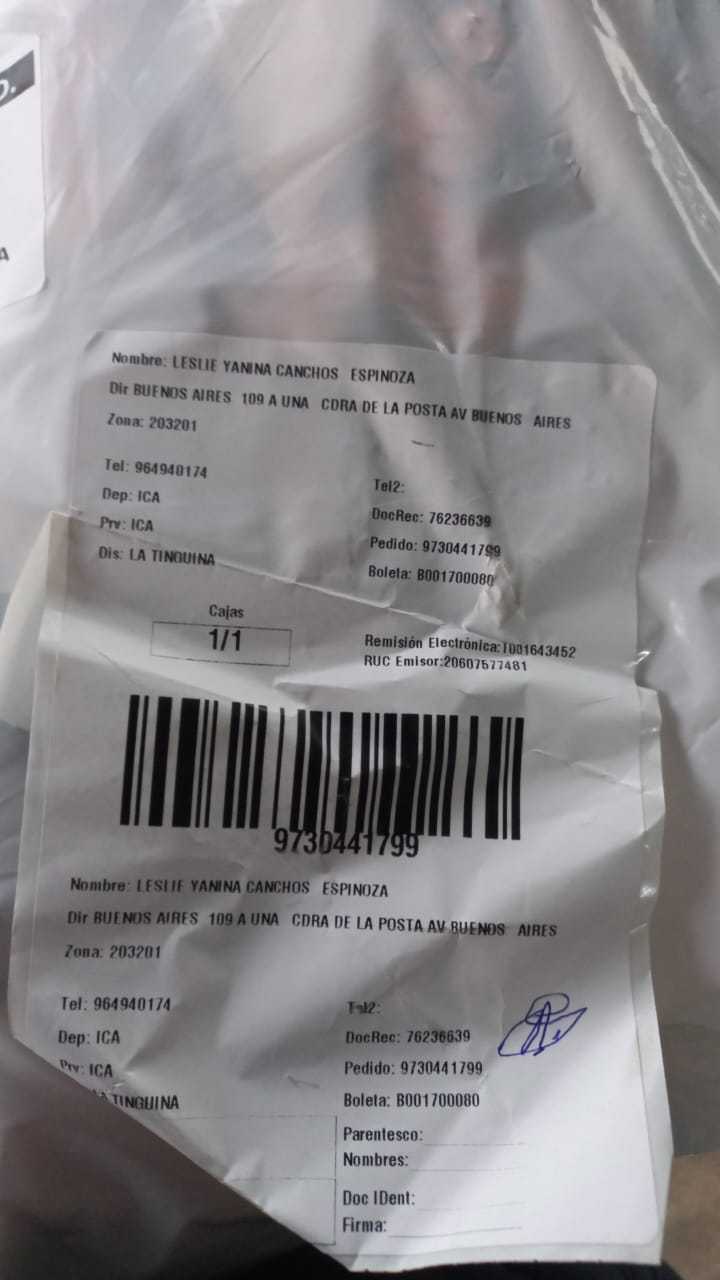 O.
A
Nombre: LESLIE YANINA CANCHOS ESPINOZA
Dir BUENOS AIRES 109 A UNA CDRA DE LA POSTA AV BUENOS AIRES
Zona: 203201
Tel: 964940174
Tel2:
Dep: ICA
DocRec: 76236639
Prv: ICA
Pedido: 9730441799
Dis: LA TINGUINA
Boleta: B001700080
Cajas
1/1
Remisión Electrónica:T001643452
RUC Emisor:20607577481
9730441799
Nombre: LESLIE YANINA CANCHOS ESPINOZA
Dir BUENOS AIRES 109 A UNA CDRA DE LA POSTA AV BUENOS AIRES
Zona: 203201
Tel: 964940174
Tel2:
Dep: ICA
DocRec: 76236639
Prv: ICA
Pedido: 9730441799
LA TINGUINA
Boleta: B001700080
Parentesco:
Nombres:
Doc IDent:
Firma: